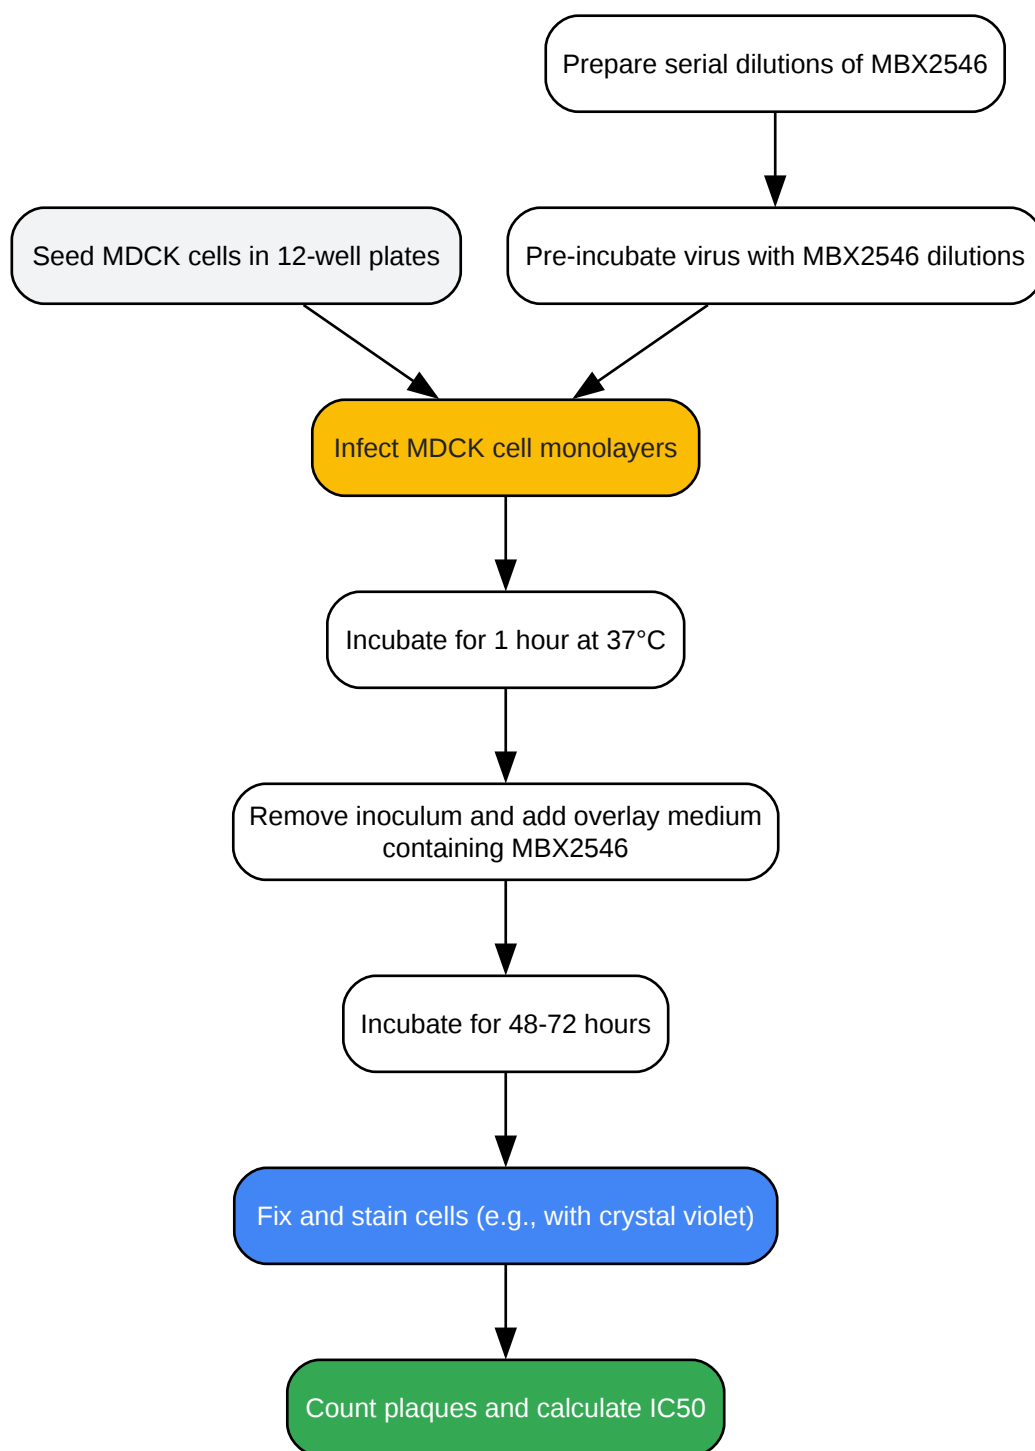 Prepare serial dilutions of MBX2546
Seed MDCK cells in 12-well plates
Pre-incubate virus with MBX2546 dilutions
Infect MDCK cell monolayers
Incubate for 1 hour at 37°C
Remove inoculum and add overlay medium
containing MBX2546
Incubate for 48-72 hours
Fix and stain cells (e.g., with crystal violet)
Count plaques and calculate IC50